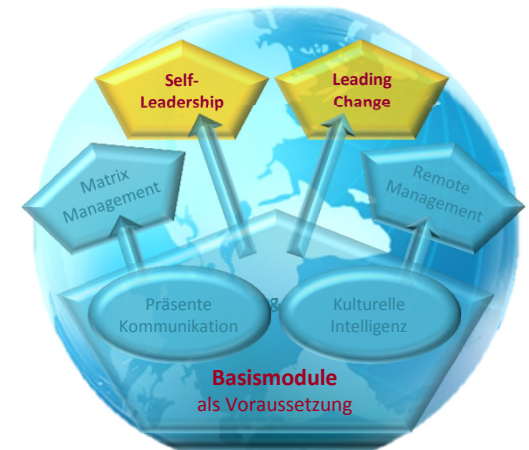 Self-
Leadership
Leading
Change
Matrix
Management
Remote
Management
Präsente
Kommunikation
&
Kulturelle
Intelligenz
Basismodule
als Voraussetzung